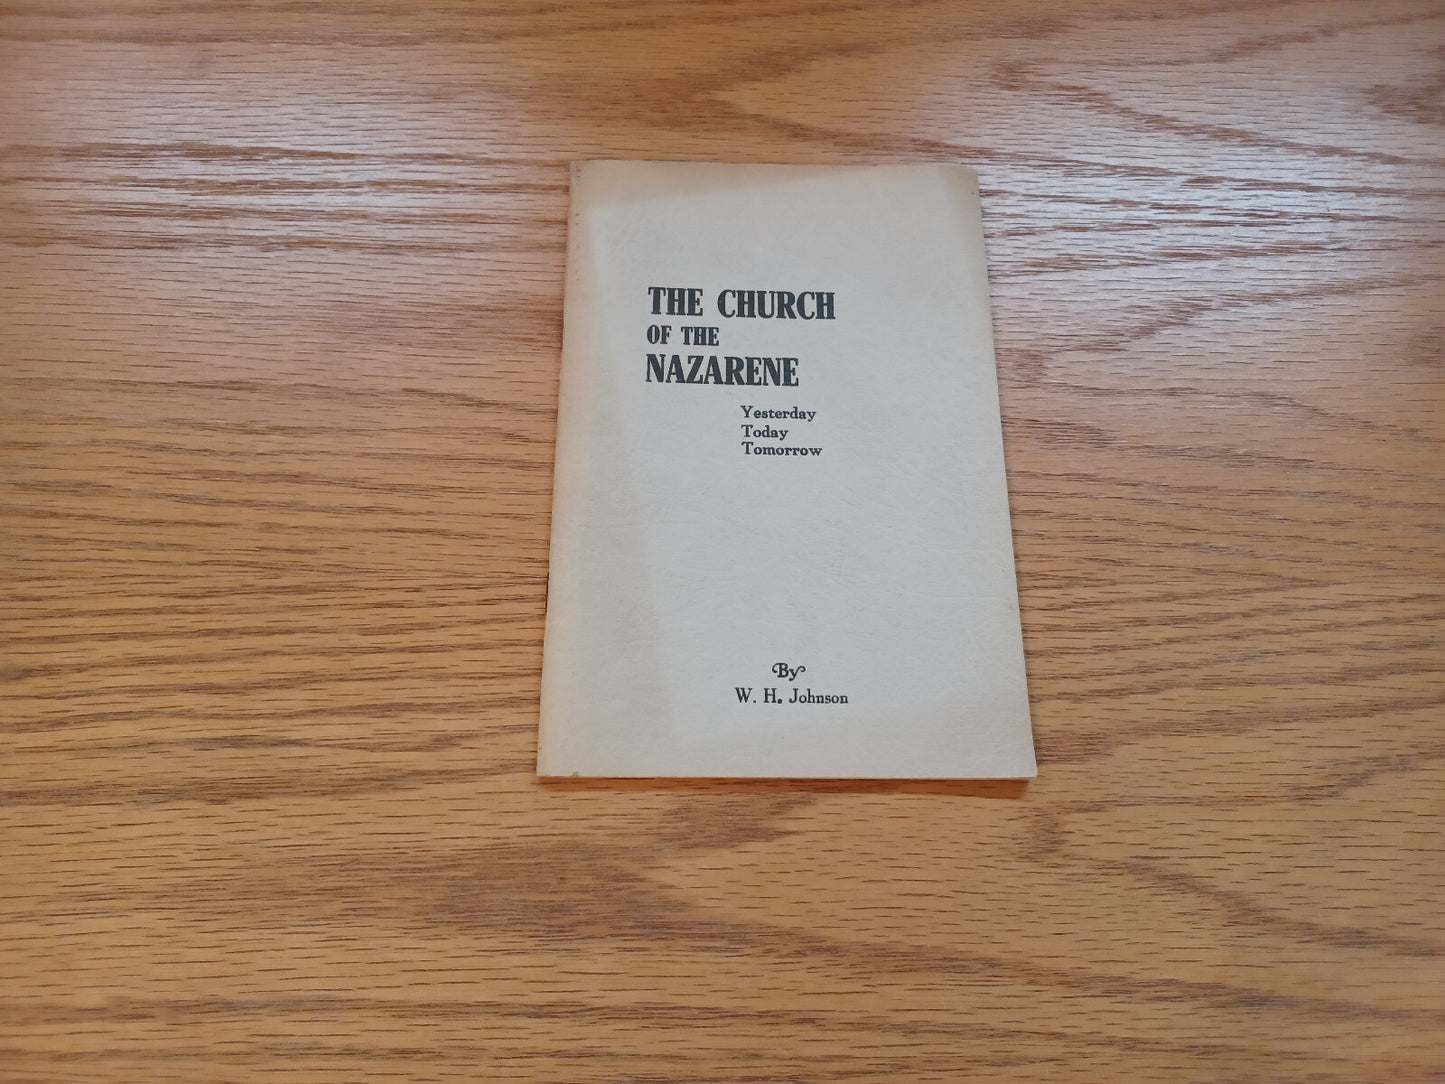 THE CHURCH
OF THE
NAZARENE
Yesterday
Today
Tomorrow
By
W. H. Johnson